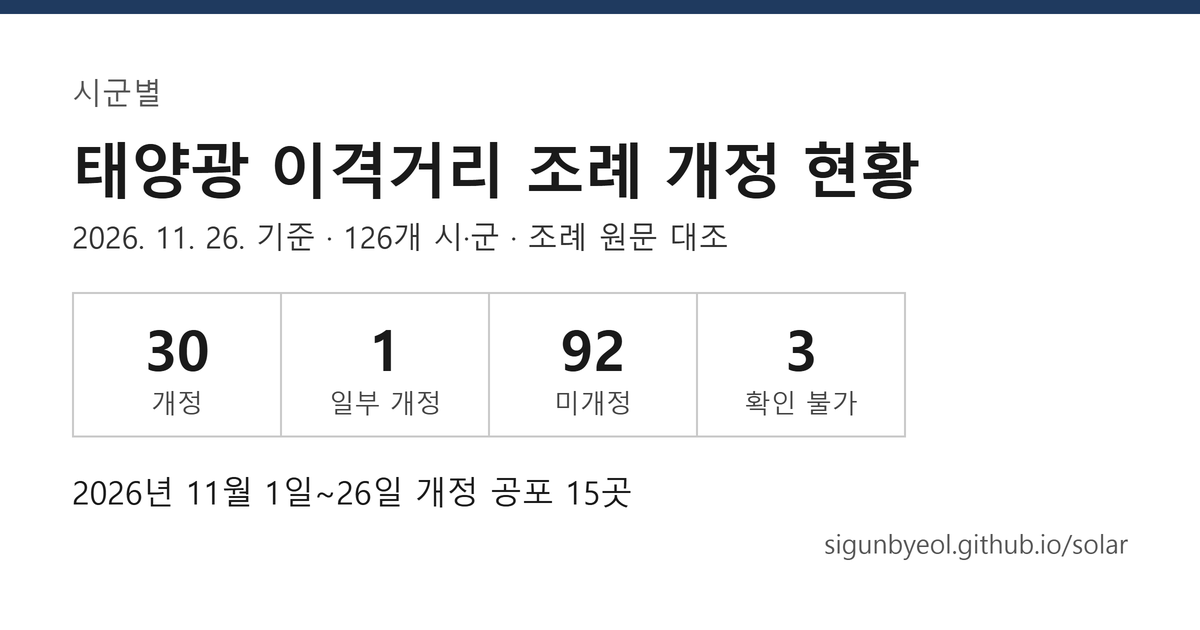 시군별
태양광 이격거리 조례 개정 현황
2026. 11. 26. 기준 · 126개 시·군 · 조례 원문 대조
30
개정
1
일부 개정
92
미개정
3
확인 불가
2026년 11월 1일~26일 개정 공포 15곳
sigunbyeol.github.io/solar